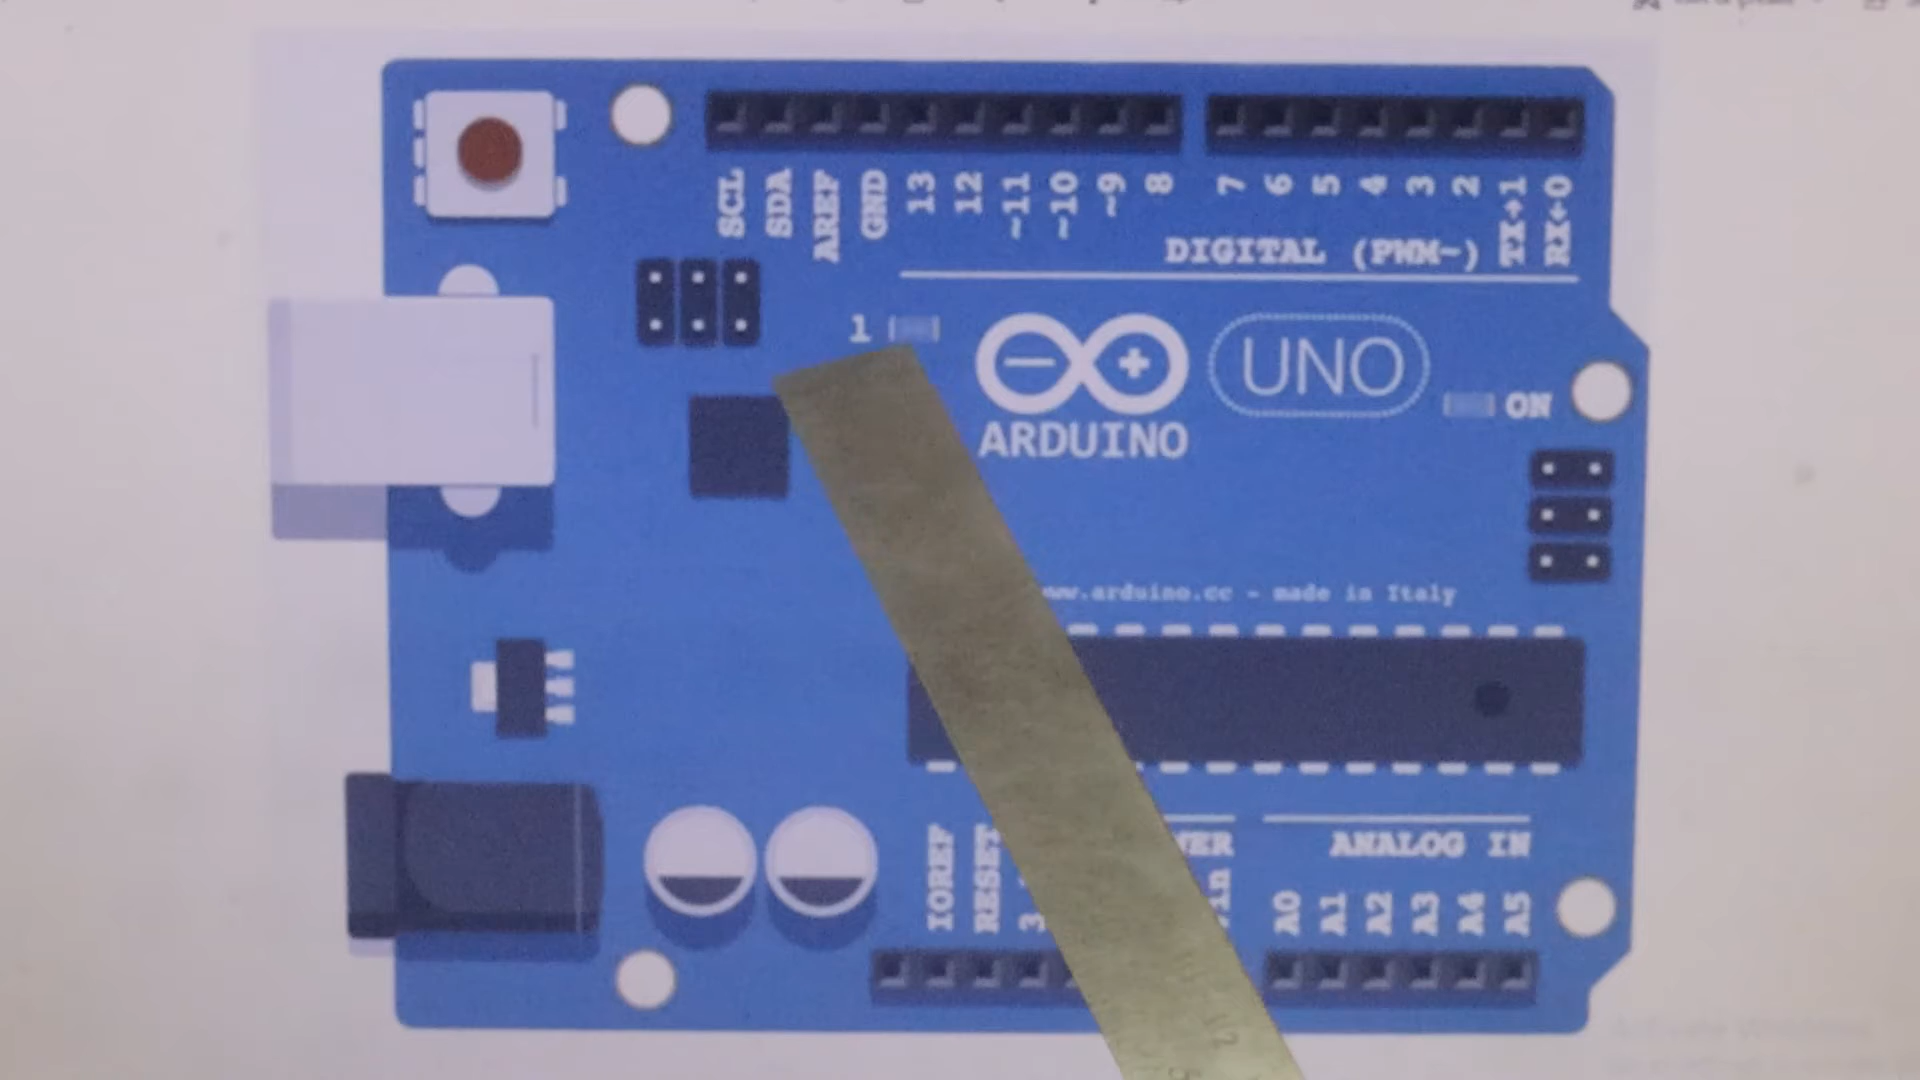 SCL SDA AREF GND 13 12 ~11 ~10 ~9 8 7 6 5 4 3 2 TX→1 RX←0
DIGITAL (PWM~)
1
UNO
ON
ARDUINO
.arduino.cc - made in Italy
ANALOG IN
IOREF RESET 3 A0 A1 A2 A3 A4 A5